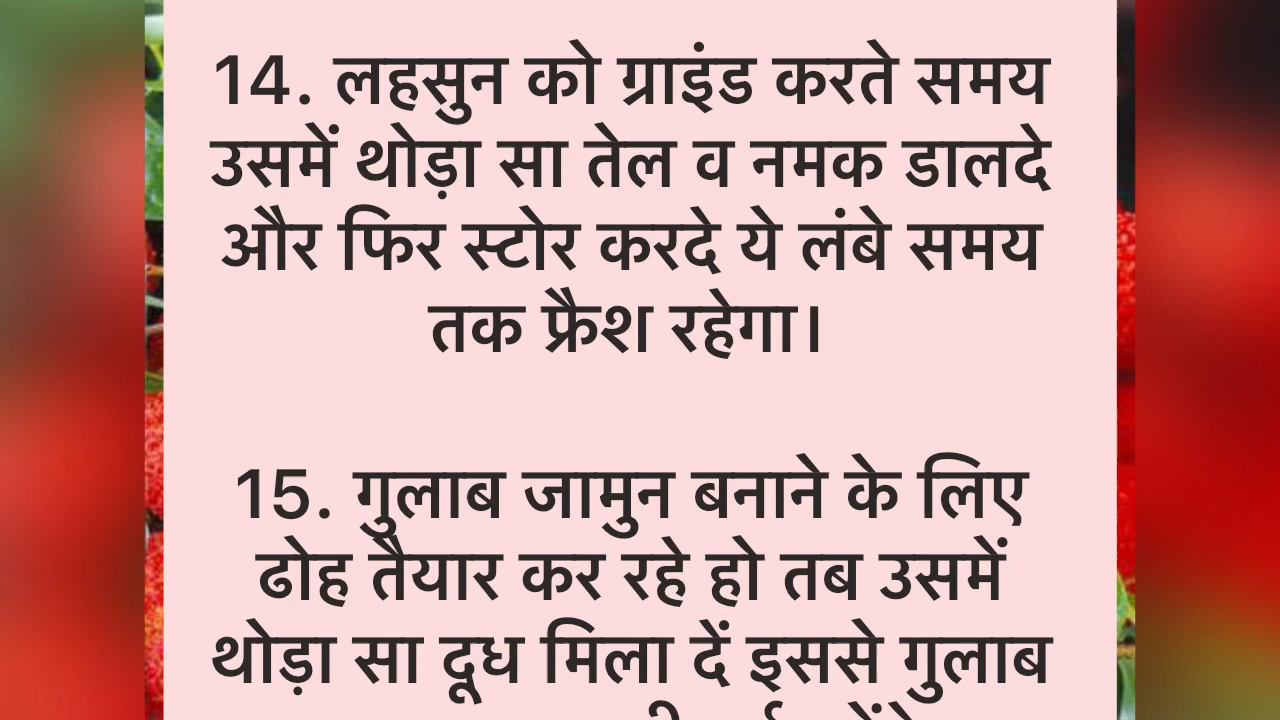 14. लहसुन को ग्राइंड करते समय
उसमें थोड़ा सा तेल व नमक डालदे
और फिर स्टोर करदे ये लंबे समय
तक फ्रैश रहेगा।
15. गुलाब जामुन बनाने के लिए
ढोह तैयार कर रहे हो तब उसमें
थोड़ा सा दूध मिला दें इससे गुलाब